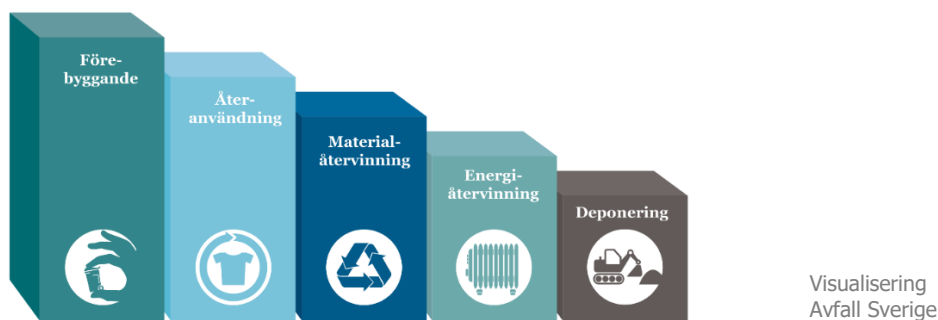 Före-
byggande
Åter-
användning
Material-
återvinning
Energi-
återvinning
Deponering
Visualisering
Avfall Sverige